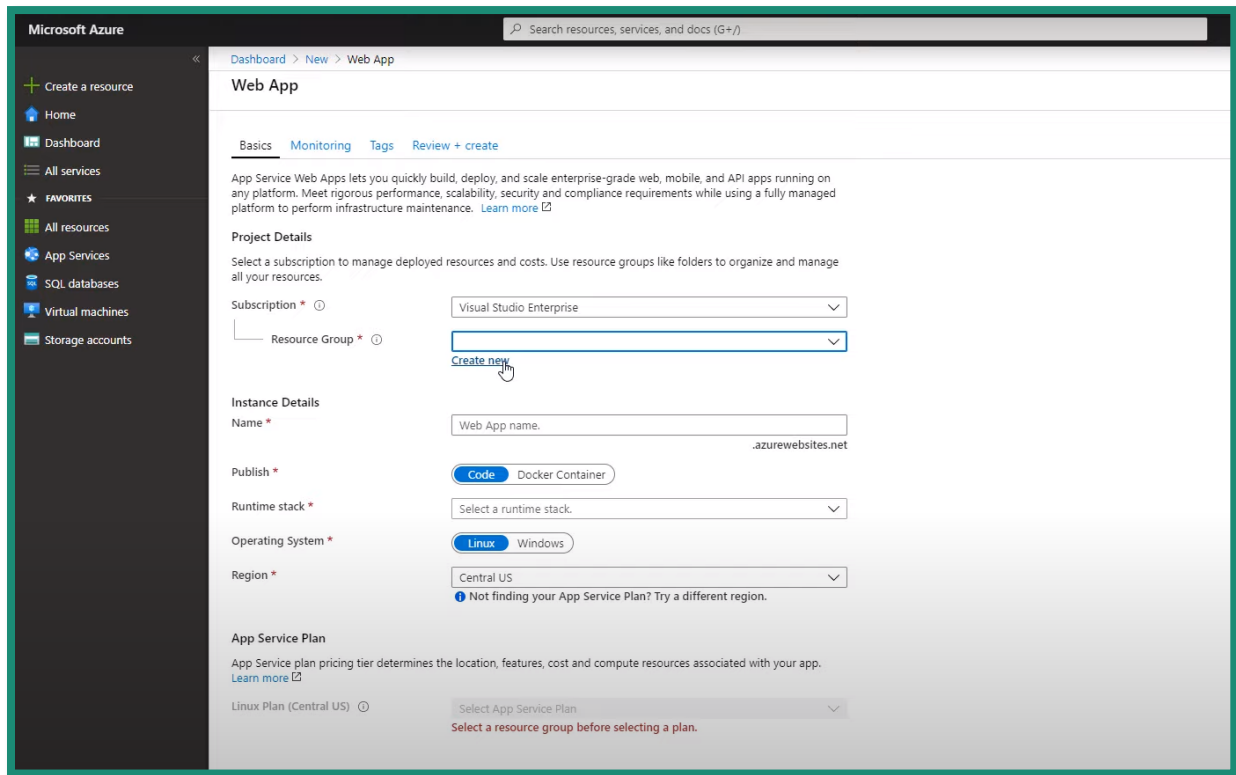 Microsoft Azure
Search resources, services, and docs (G+/)
«
Create a resource
Home
Dashboard
All services
FAVORITES
All resources
App Services
SQL databases
Virtual machines
Storage accounts
Dashboard > New > Web App
Web App
Basics Monitoring Tags Review + create
App Service Web Apps lets you quickly build, deploy, and scale enterprise-grade web, mobile, and API apps running on
any platform. Meet rigorous performance, scalability, security and compliance requirements while using a fully managed
platform to perform infrastructure maintenance. Learn more
Project Details
Select a subscription to manage deployed resources and costs. Use resource groups like folders to organize and manage
all your resources.
Subscription * Visual Studio Enterprise
Resource Group *
Create new
Instance Details
Name * Web App name.
.azurewebsites.net
Publish * Code Docker Container
Runtime stack * Select a runtime stack.
Operating System * Linux Windows
Region * Central US
Not finding your App Service Plan? Try a different region.
App Service Plan
App Service plan pricing tier determines the location, features, cost and compute resources associated with your app.
Learn more
Linux Plan (Central US) Select App Service Plan
Select a resource group before selecting a plan.